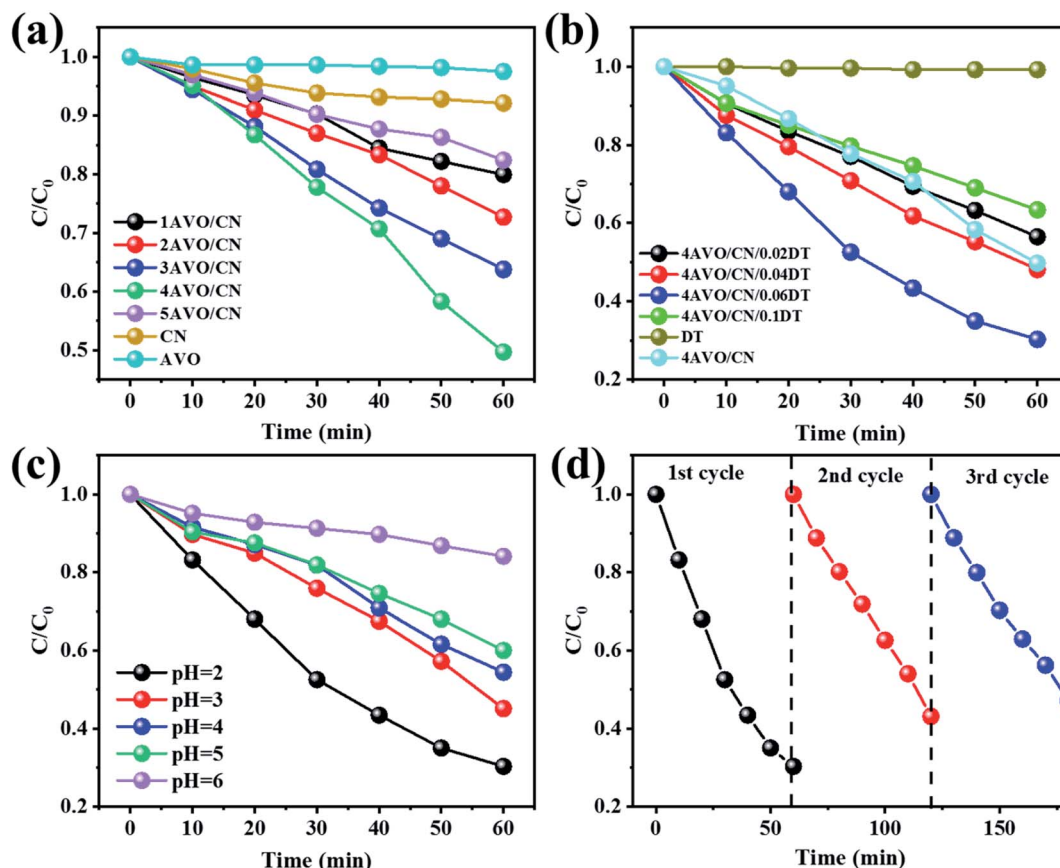 (a)
1.0
0.9
0.8
0.7
0.6
0.5
C/C0
1AVO/CN
2AVO/CN
3AVO/CN
4AVO/CN
5AVO/CN
CN
AVO
0 10 20 30 40 50 60
Time (min)
(b)
1.0
0.8
0.6
0.4
0.2
C/C0
4AVO/CN/0.02DT
4AVO/CN/0.04DT
4AVO/CN/0.06DT
4AVO/CN/0.1DT
DT
4AVO/CN
0 10 20 30 40 50 60
Time (min)
(c)
1.0
0.8
0.6
0.4
0.2
C/C0
pH=2
pH=3
pH=4
pH=5
pH=6
0 10 20 30 40 50 60
Time (min)
(d)
1st cycle 2nd cycle 3rd cycle
1.0
0.8
0.6
0.4
0.2
C/C0
0 50 100 150
Time (min)